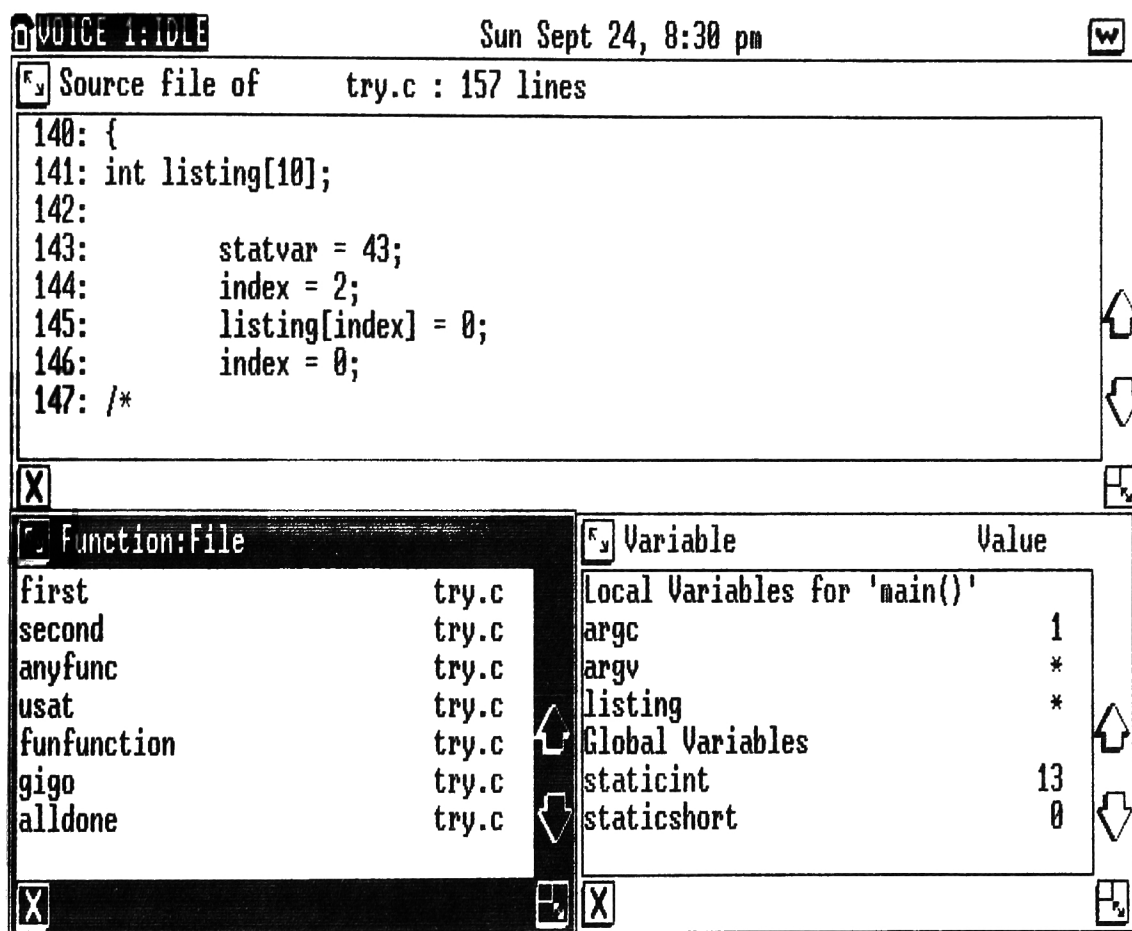 VOICE 1:IDLE Sun Sept 24, 8:30 pm W
Source file of try.c : 157 lines
140: {
141: int listing[10];
142:
143: statvar = 43;
144: index = 2;
145: listing[index] = 0;
146: index = 0;
147: /*
X
Function:File
first try.c
second try.c
anyfunc try.c
usat try.c
funfunction try.c
gigo try.c
alldone try.c
X
Variable Value
Local Variables for 'main()'
argc 1
argv *
listing *
Global Variables
staticint 13
staticshort 0
X